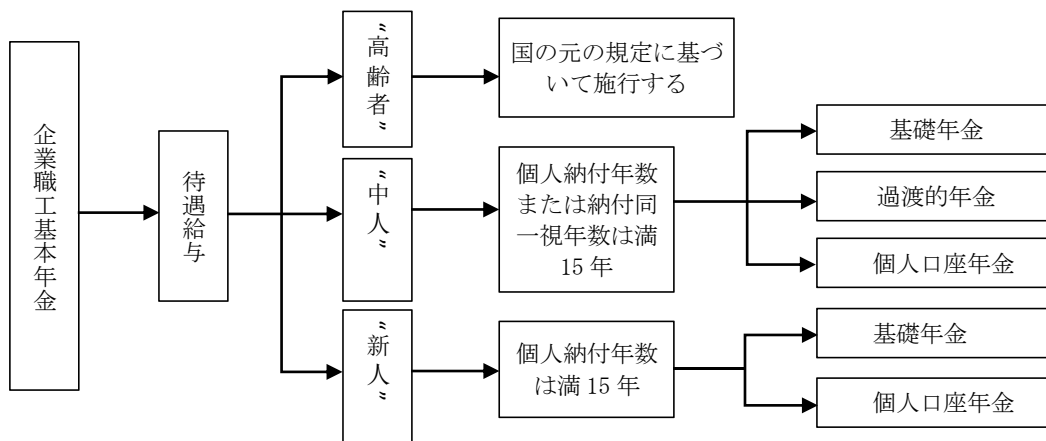 企業職工基本年金
待遇給与
“高齢者”
国の元の規定に基づ
いて施行する
“中人”
個人納付年数
または納付同
一視年数は満
15 年
基礎年金
過渡的年金
個人口座年金
“新人”
個人納付年数
は満 15 年
基礎年金
個人口座年金